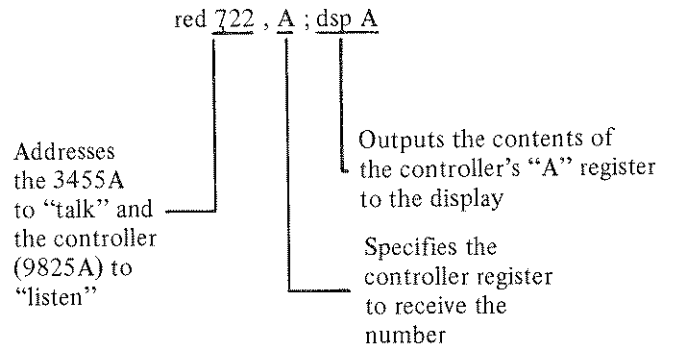 red 722 , A ; dsp A
Addresses
the 3455A
to “talk” and
the controller
(9825A) to
“listen”
Outputs the contents of
the controller's “A” register
to the display
Specifies the
controller register
to receive the
number